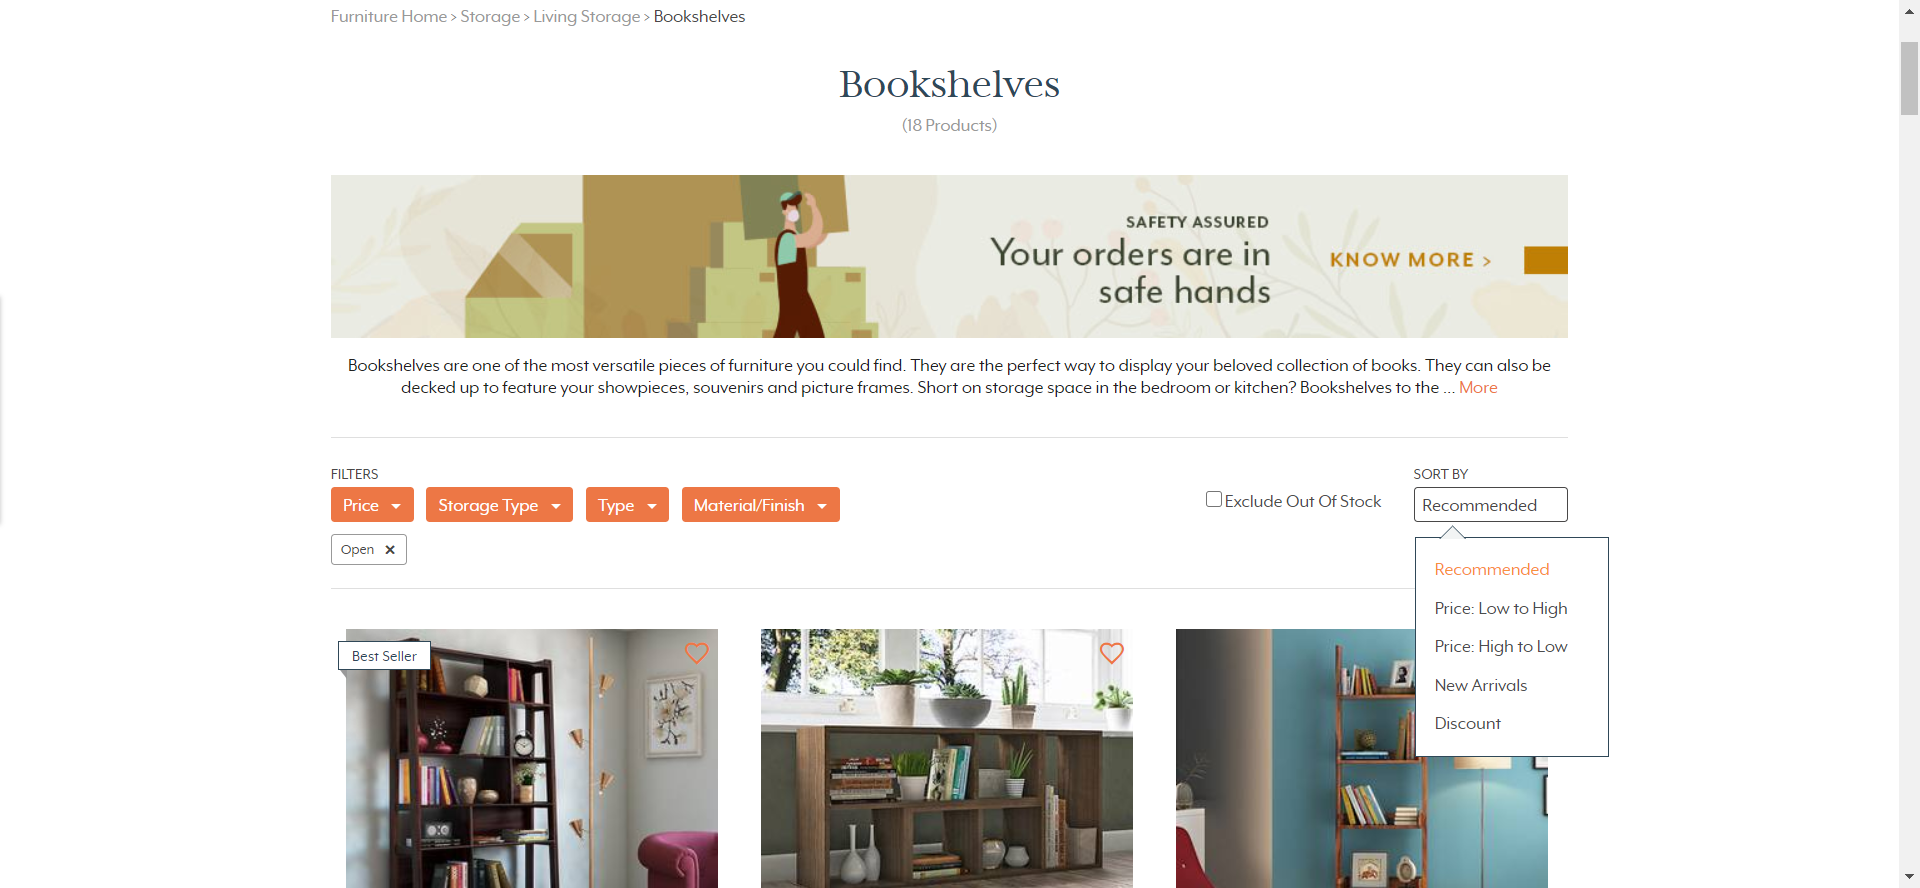 Furniture Home > Storage > Living Storage > Bookshelves
Bookshelves
(18 Products)
SAFETY ASSURED
Your orders are in
safe hands
KNOW MORE >
Bookshelves are one of the most versatile pieces of furniture you could find. They are the perfect way to display your beloved collection of books. They can also be
decked up to feature your showpieces, souvenirs and picture frames. Short on storage space in the bedroom or kitchen? Bookshelves to the ... More
FILTERS
Price
Storage Type
Type
Material/Finish
Exclude Out Of Stock
SORT BY
Recommended
Open ✕
Recommended
Price: Low to High
Price: High to Low
New Arrivals
Discount
Best Seller